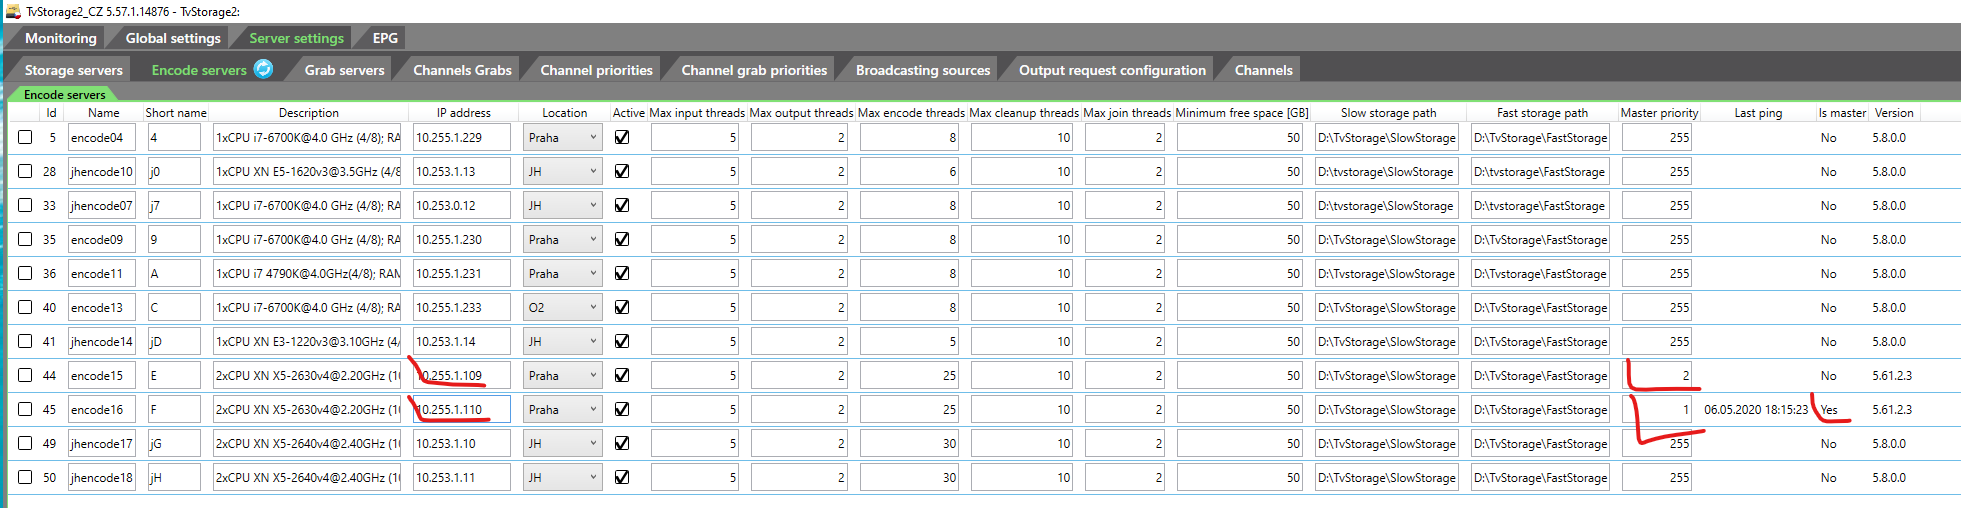 TvStorage2_CZ 5.57.1.14876 - TvStorage2:
Monitoring Global settings Server settings EPG
Storage servers Encode servers Grab servers Channels Grabs Channel priorities Channel grab priorities Broadcasting sources Output request configuration Channels
Encode servers
Id Name Short name Description IP address Location Active Max input threads Max output threads Max encode threads Max cleanup threads Max join threads Minimum free space [GB] Slow storage path Fast storage path Master priority Last ping Is master Version
5 encode04 4 1xCPU i7-6700K@4.0 GHz (4/8); RA 10.255.1.229 Praha 5 2 8 10 2 50 D:\TvStorage\SlowStorage D:\TvStorage\FastStorage 255 No 5.8.0.0
28 jhencode10 j0 1xCPU XN E5-1620v3@3.5GHz (4/8 10.253.1.13 JH 5 2 6 10 2 50 D:\tvstorage\SlowStorage D:\tvstorage\FastStorage 255 No 5.8.0.0
33 jhencode07 j7 1xCPU i7-6700K@4.0 GHz (4/8); RA 10.253.0.12 JH 5 2 8 10 2 50 D:\tvstorage\SlowStorage D:\tvstorage\FastStorage 255 No 5.8.0.0
35 encode09 9 1xCPU i7-6700K@4.0 GHz (4/8); RA 10.255.1.230 Praha 5 2 8 10 2 50 D:\TvStorage\SlowStorage D:\TvStorage\FastStorage 255 No 5.8.0.0
36 encode11 A 1xCPU i7 4790K@4.0GHz(4/8); RAM 10.255.1.231 Praha 5 2 8 10 2 50 D:\Tvstorage\SlowStorage D:\Tvstorage\FastStorage 255 No 5.8.0.0
40 encode13 C 1xCPU i7-6700K@4.0 GHz (4/8); RA 10.255.1.233 O2 5 2 8 10 2 50 D:\TvStorage\SlowStorage D:\TvStorage\FastStorage 255 No 5.8.0.0
41 jhencode14 jD 1xCPU XN E3-1220v3@3.10GHz (4/ 10.253.1.14 JH 5 2 5 10 2 50 D:\TvStorage\SlowStorage D:\TvStorage\FastStorage 255 No 5.8.0.0
44 encode15 E 2xCPU XN X5-2630v4@2.20GHz (1( 10.255.1.109 Praha 5 2 25 10 2 50 D:\TvStorage\SlowStorage D:\TvStorage\FastStorage 2 No 5.61.2.3
45 encode16 F 2xCPU XN X5-2630v4@2.20GHz (1( 10.255.1.110 Praha 5 2 25 10 2 50 D:\TvStorage\SlowStorage D:\TvStorage\FastStorage 1 06.05.2020 18:15:23 Yes 5.61.2.3
49 jhencode17 jG 2xCPU XN X5-2640v4@2.40GHz (1( 10.253.1.10 JH 5 2 30 10 2 50 D:\TvStorage\SlowStorage D:\TvStorage\FastStorage 255 No 5.8.0.0
50 jhencode18 jH 2xCPU XN X5-2640v4@2.40GHz (1( 10.253.1.11 JH 5 2 30 10 2 50 D:\TvStorage\SlowStorage D:\TvStorage\FastStorage 255 No 5.8.0.0